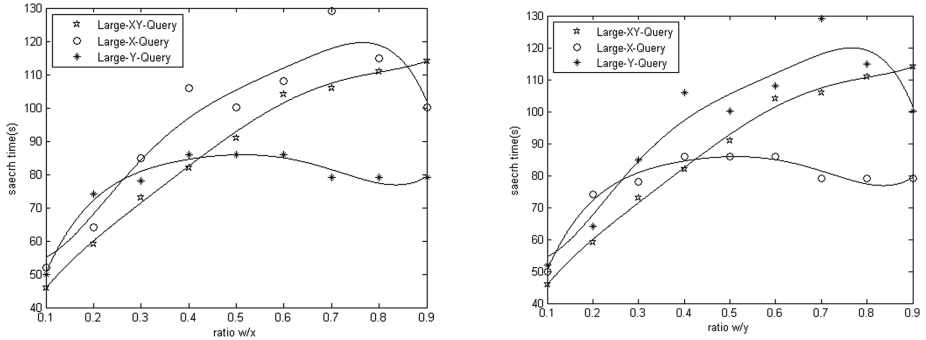 130
120
110
100
90
80
70
60
50
40
saecrh time(s)
Large-XY-Query
Large-X-Query
Large-Y-Query
0.1 0.2 0.3 0.4 0.5 0.6 0.7 0.8 0.9
ratio w/x
130
120
110
100
90
80
70
60
50
40
saecrh time(s)
Large-XY-Query
Large-X-Query
Large-Y-Query
0.1 0.2 0.3 0.4 0.5 0.6 0.7 0.8 0.9
ratio w/y